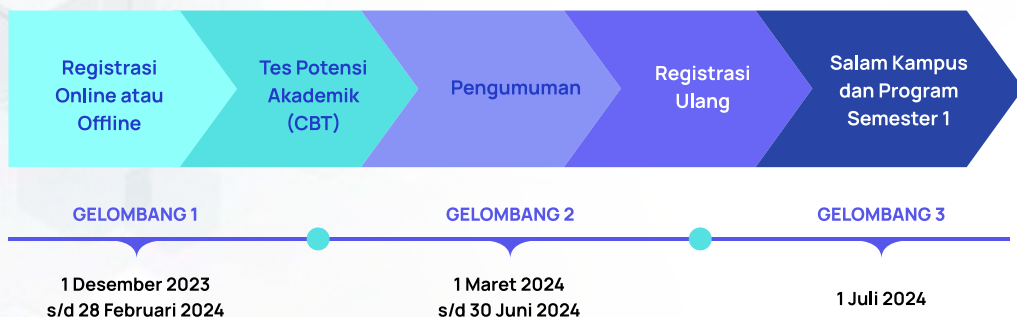 Registrasi
Online atau
Offline
Tes Potensi
Akademik
(CBT)
Pengumuman
Registrasi
Ulang
Salam Kampus
dan Program
Semester 1
GELOMBANG 1
GELOMBANG 2
GELOMBANG 3
1 Desember 2023
s/d 28 Februari 2024
1 Maret 2024
s/d 30 Juni 2024
1 Juli 2024